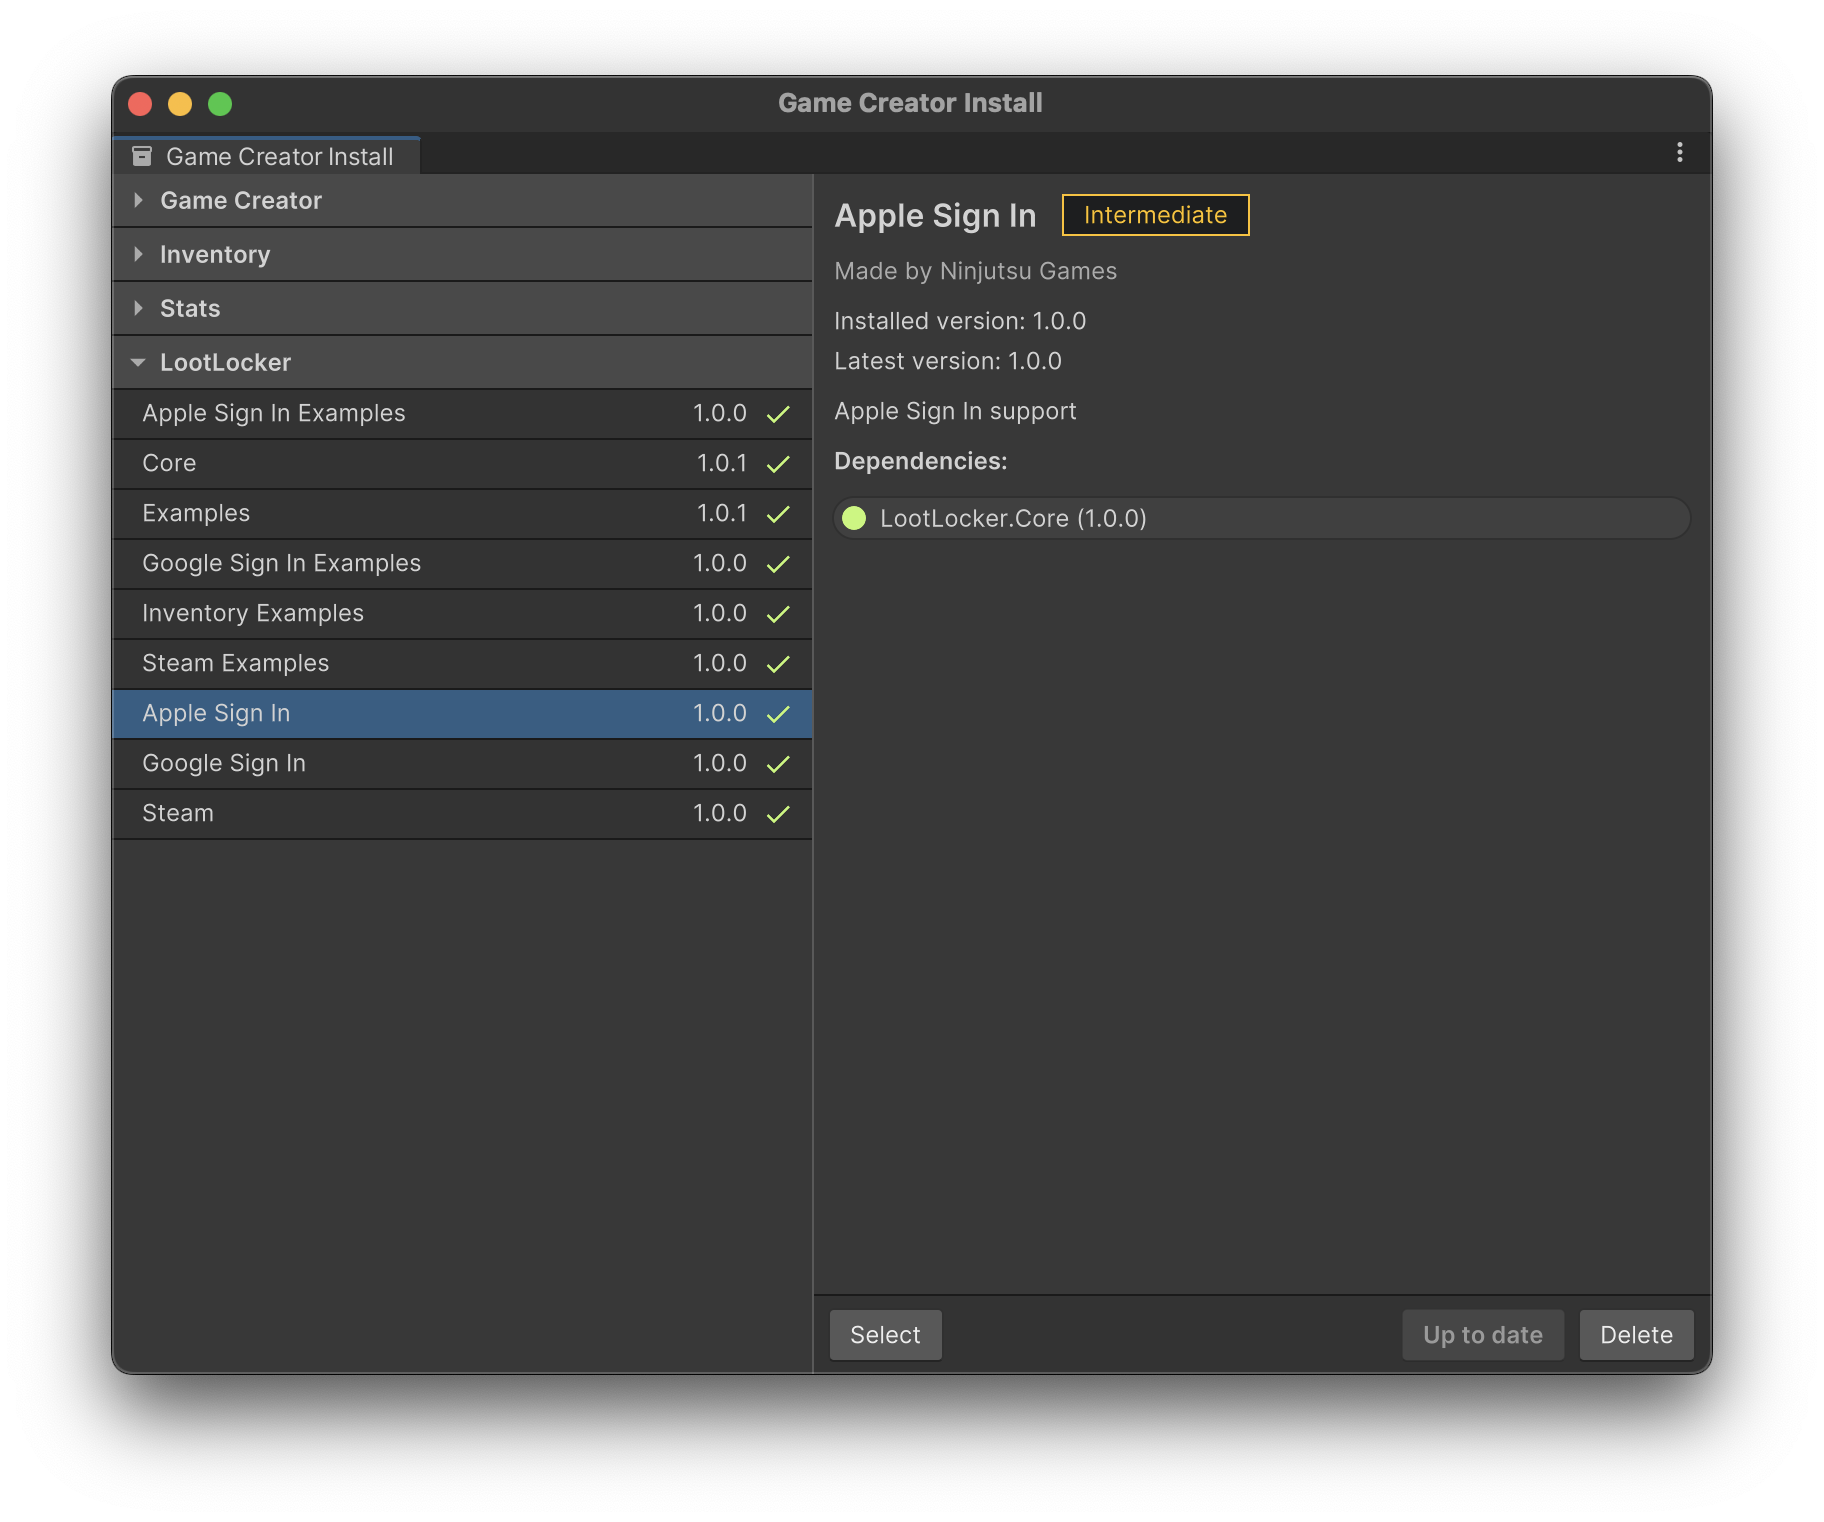 Game Creator Install
Game Creator Install
Game Creator
Inventory
Stats
LootLocker
Apple Sign In Examples 1.0.0
Core 1.0.1
Examples 1.0.1
Google Sign In Examples 1.0.0
Inventory Examples 1.0.0
Steam Examples 1.0.0
Apple Sign In 1.0.0
Google Sign In 1.0.0
Steam 1.0.0
Apple Sign In Intermediate
Made by Ninjutsu Games
Installed version: 1.0.0
Latest version: 1.0.0
Apple Sign In support
Dependencies:
LootLocker.Core (1.0.0)
Select Up to date Delete